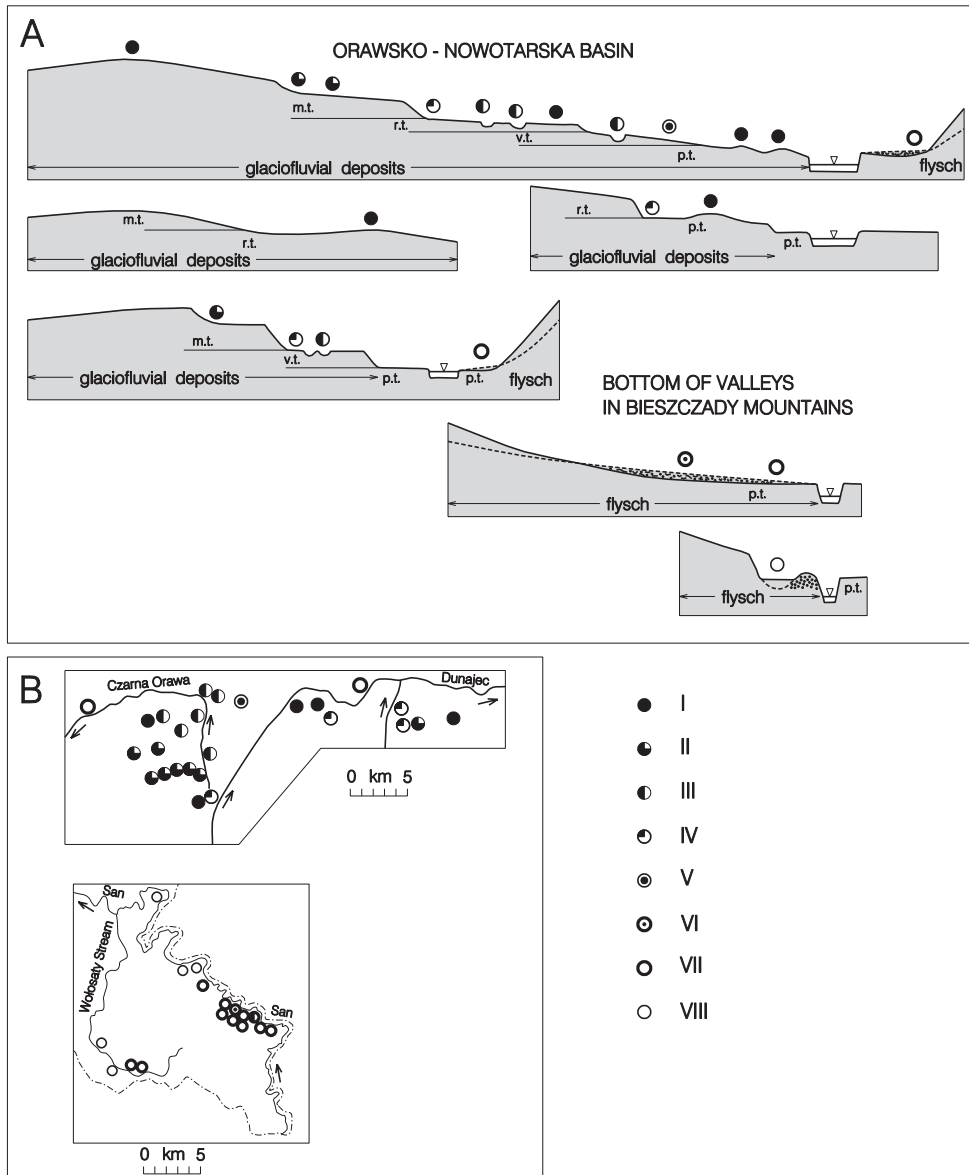 A
ORAWSKO - NOWOTARSKA BASIN
m.t.
r.t.
v.t.
p.t.
glaciofluvial deposits
flysch
m.t.
r.t.
glaciofluvial deposits
r.t.
p.t.
p.t.
glaciofluvial deposits
m.t.
v.t.
p.t.
p.t.
glaciofluvial deposits
flysch
BOTTOM OF VALLEYS
IN BIESZCZADY MOUNTAINS
p.t.
flysch
p.t.
flysch
B
Czarna Orawa
Dunajec
0 km 5
San
Wołosaty Stream
San
0 km 5
I
II
III
IV
V
VI
VII
VIII